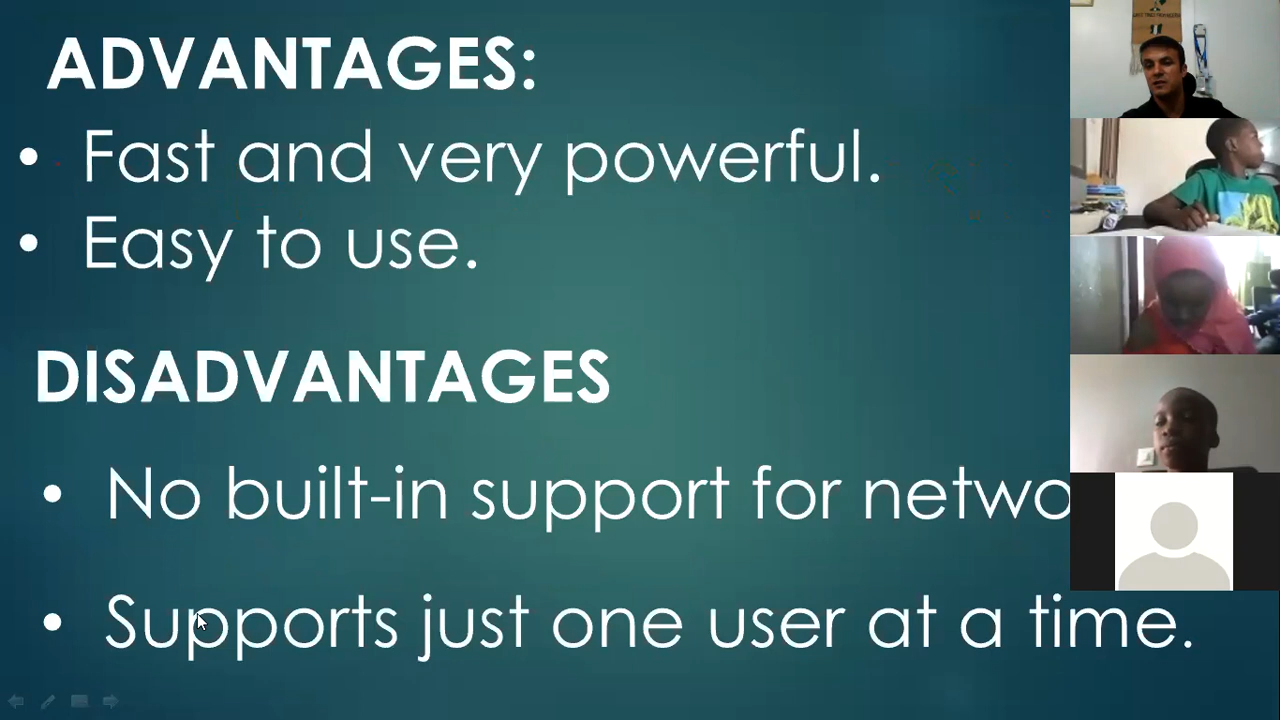 ADVANTAGES:
• Fast and very powerful.
• Easy to use.
DISADVANTAGES
• No built-in support for
• Supports just one user at a time.